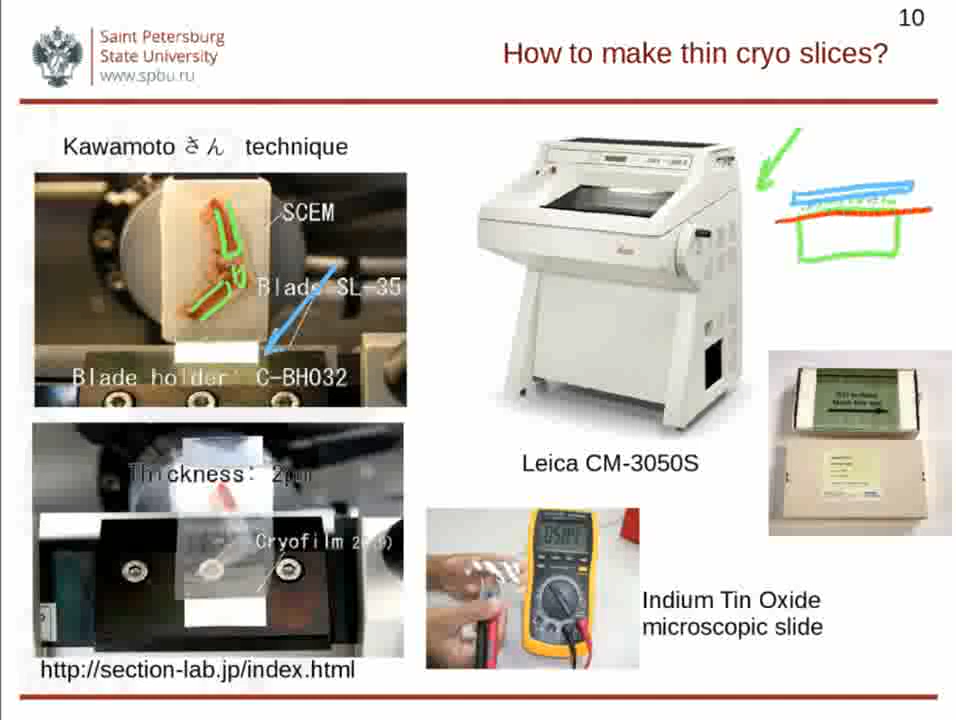 10
Saint Petersburg
State University
www.spbu.ru
How to make thin cryo slices?
Kawamoto さん technique
SCEM
Blade SL-35
Blade holder: C-BH032
Leica CM-3050S
Thickness: 2μm
Cryofilm
Indium Tin Oxide
microscopic slide
http://section-lab.jp/index.html